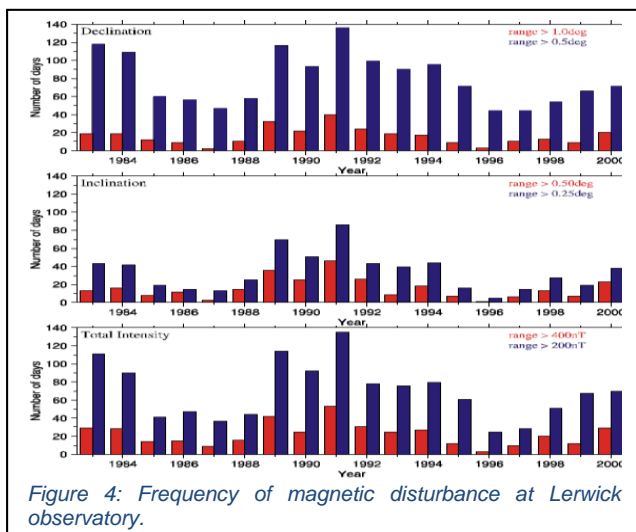 Declination
range > 1.0deg
range > 0.5deg
Number of days
140
120
100
80
60
40
20
0
1984 1986 1988 1990 1992 1994 1996 1998 2000
Year
Inclination
range > 0.50deg
range > 0.25deg
Number of days
140
120
100
80
60
40
20
0
1984 1986 1988 1990 1992 1994 1996 1998 2000
Year
Total Intensity
range > 400nT
range > 200nT
Number of days
140
120
100
80
60
40
20
0
1984 1986 1988 1990 1992 1994 1996 1998 2000
Year
Figure 4: Frequency of magnetic disturbance at Lerwick
observatory.